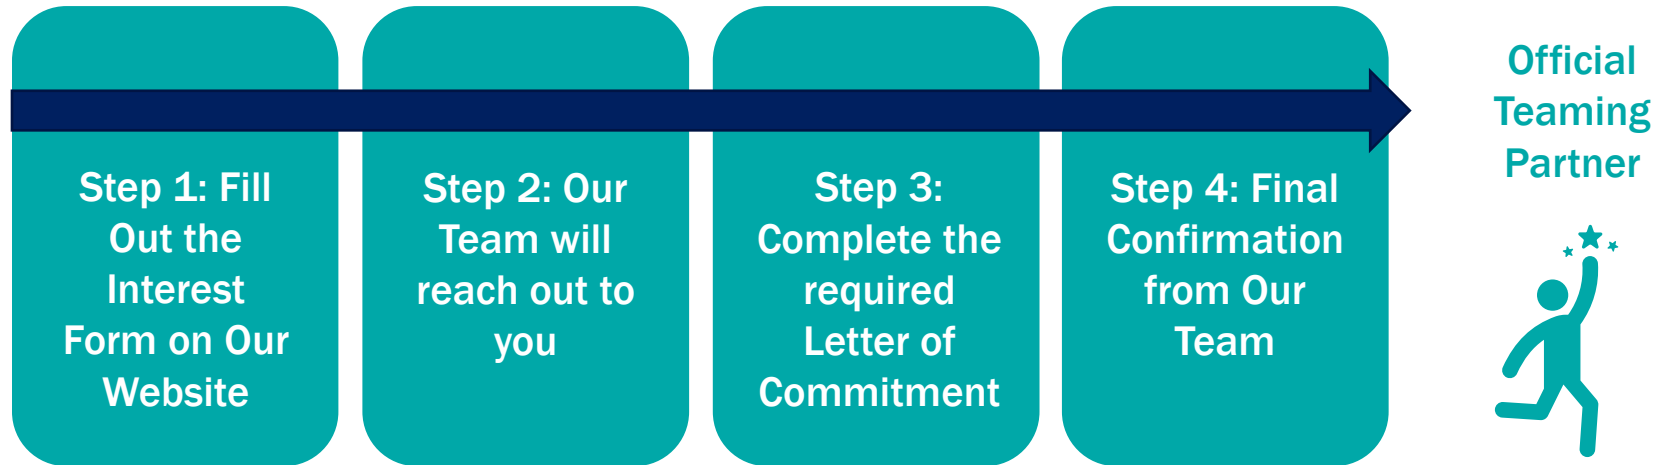 Step 1: Fill
Out the
Interest
Form on Our
Website
Step 2: Our
Team will
reach out to
you
Step 3:
Complete the
required
Letter of
Commitment
Step 4: Final
Confirmation
from Our
Team
Official
Teaming
Partner